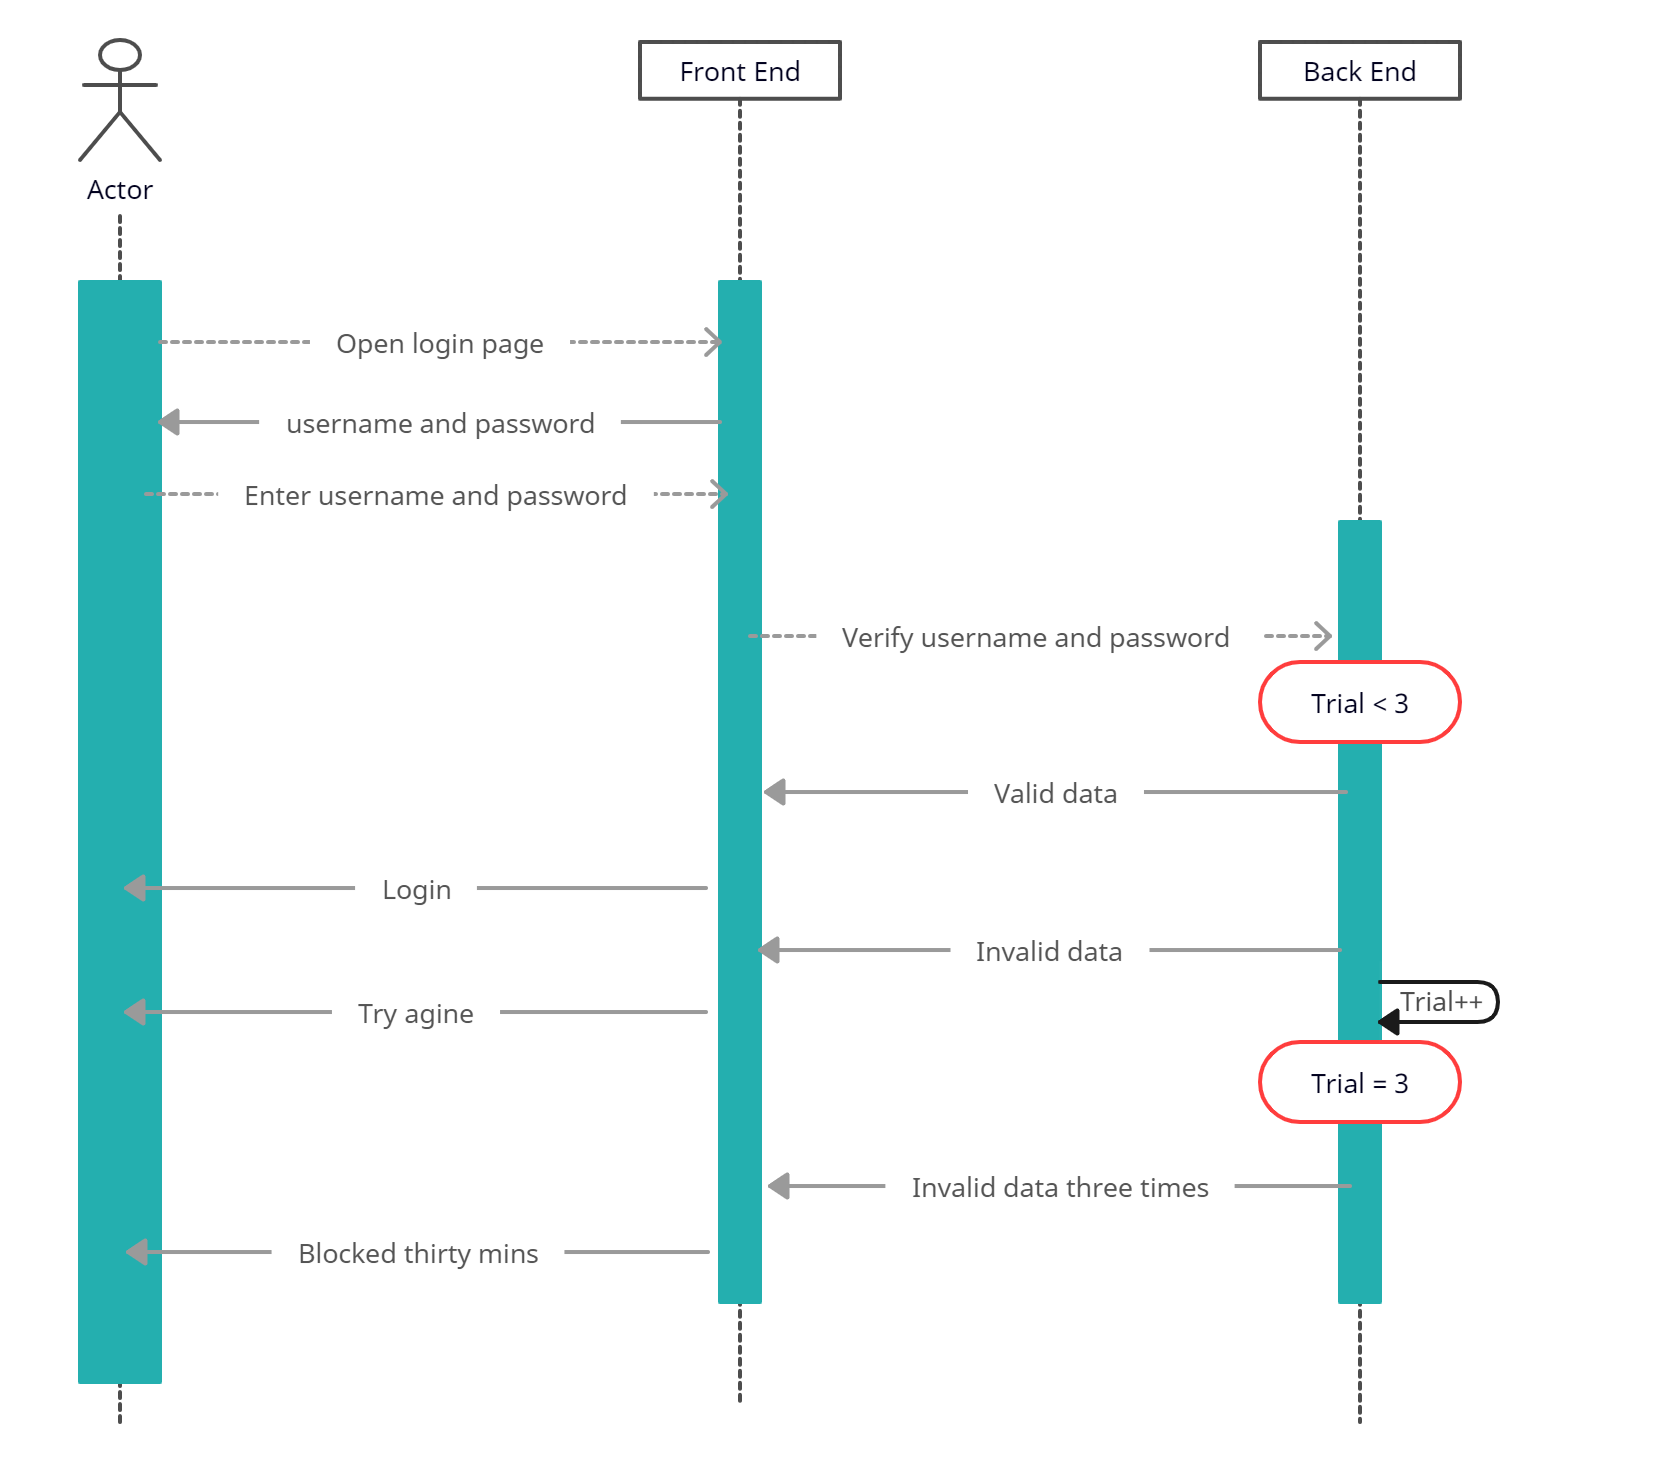 Front End
Back End
Actor
Open login page
username and password
Enter username and password
Verify username and password
Trial < 3
Valid data
Login
Invalid data
Trial++
Try agine
Trial = 3
Invalid data three times
Blocked thirty mins